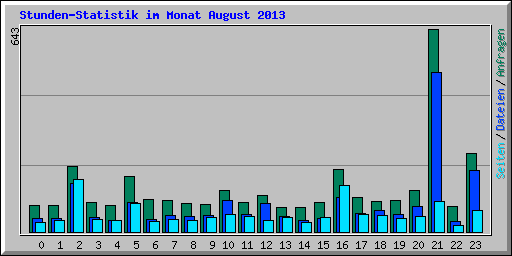 Stunden-Statistik im Monat August 2013
643
Seiten/Dateien/Anfragen
0 1 2 3 4 5 6 7 8 9 10 11 12 13 14 15 16 17 18 19 20 21 22 23